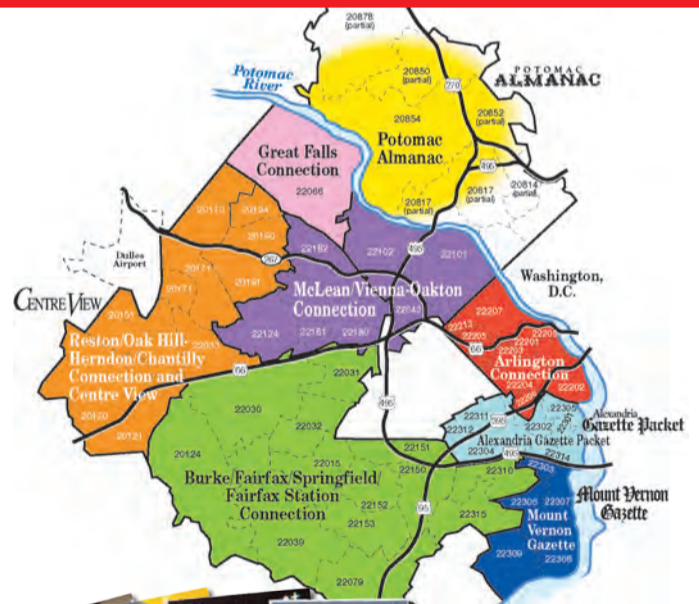 20878
(partial)
POTOMAC
ALMANAC
Potomac
River
20850
(partial)
270
20852
(partial)
20854
Potomac
Almanac
495
Great Falls
Connection
22066
20817
(partial)
20817
(partial)
20814
(partial)
20170
20194
20190
Dulles
Airport
267
22182
22102
495
22101
20171
20191
McLean/Vienna-Oakton
Connection
22043
Washington,
D.C.
CENTRE VIEW
20151
22124
22181
22180
22207
22213
22205
22201
22203
66
Arlington
Connection
22204
22202
22206
Reston/Oak Hill-
Herndon/Chantilly
Connection and
Centre View
22033
66
20120
20121
22031
495
22030
22032
22311
22312
395
22302
22305
22301
22304
22314
495
Alexandria
Gazette Packet
Alexandria Gazette Packet
20124
22015
22151
22150
22310
22303
Burke/Fairfax/Springfield/
Fairfax Station
Connection
22152
22153
95
22315
22306
22307
Mount
Vernon
Gazette
Mount Vernon
Gazette
22039
22309
22308
22079